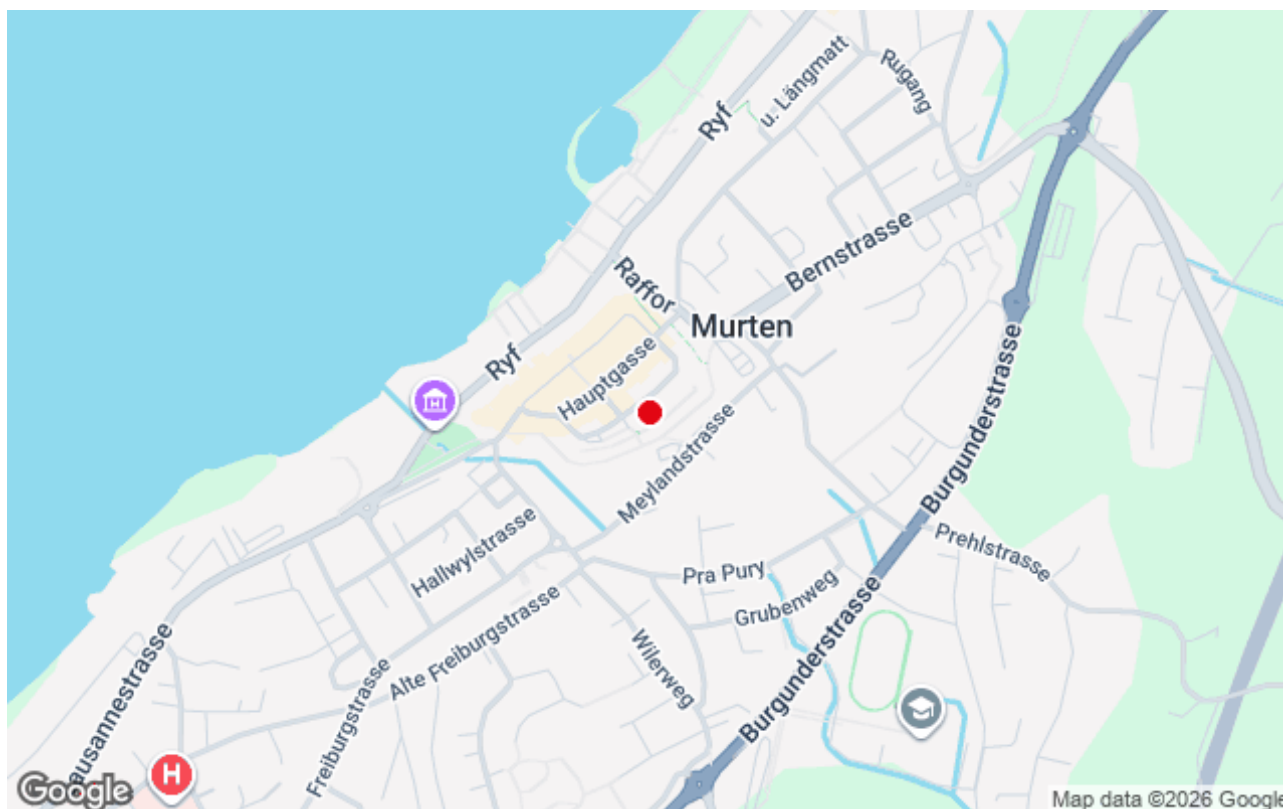 u. Längmatt
Rugang
Ryf
Bernstrasse
Raffor
Murten
Ryf
Hauptgasse
Burgunderstrasse
Meylandstrasse
Hallwylstrasse
Prehlstrasse
Pra Pury
Grubenweg
Alte Freiburgstrasse
Wilerweg
Burgunderstrasse
ausannestrasse
Freiburgstrasse
H
Google
Map data ©2026 Google